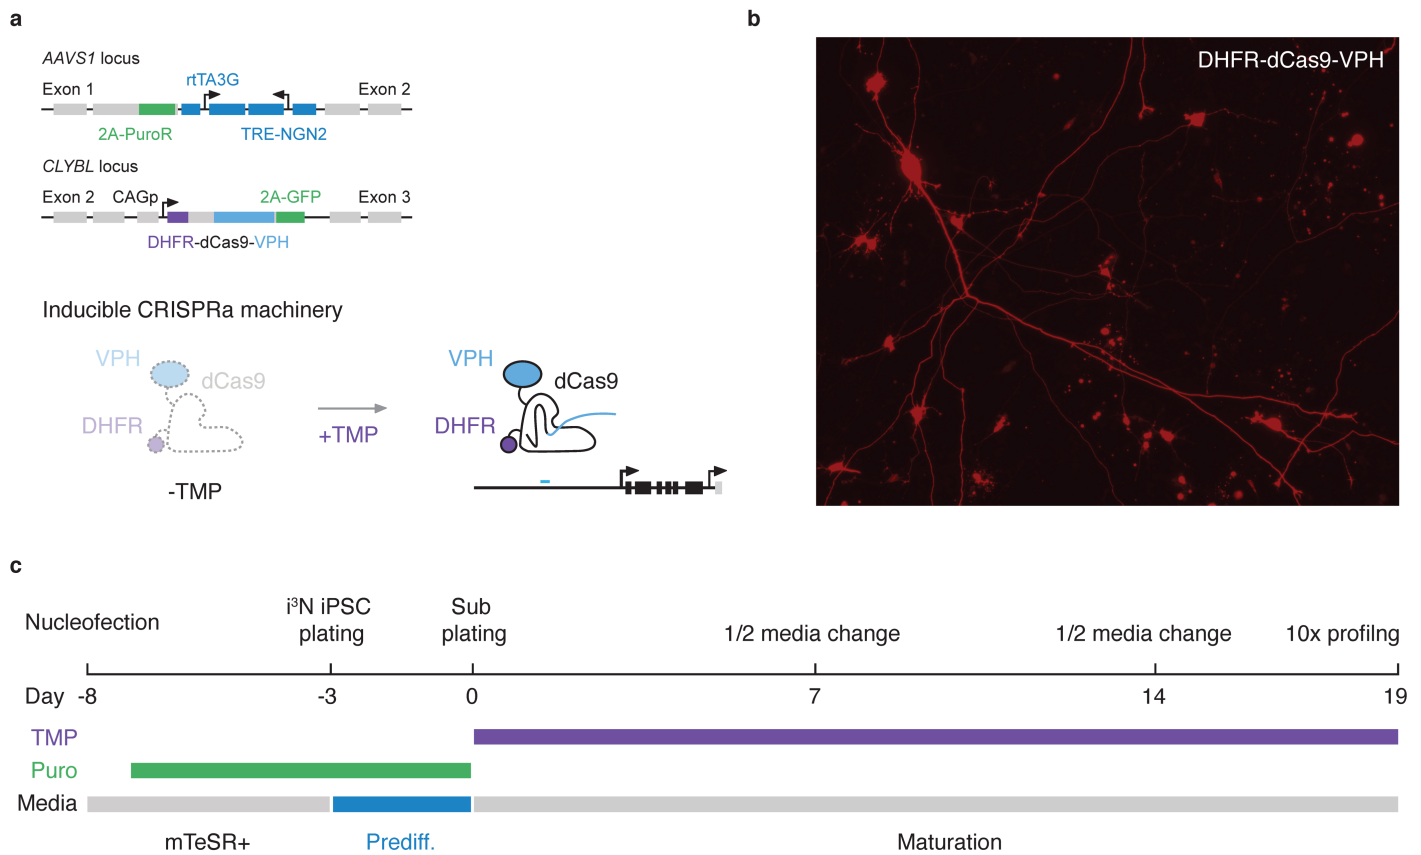 a
AAVS1 locus
Exon 1
rtTA3G
Exon 2
2A-PuroR
TRE-NGN2
CLYBL locus
Exon 2
CAGp
2A-GFP
Exon 3
DHFR-dCas9-VPH
Inducible CRISPRa machinery
VPH
dCas9
DHFR
-TMP
+TMP
VPH
dCas9
DHFR
b
DHFR-dCas9-VPH
c
Nucleofection
i³N iPSC
plating
Sub
plating
1/2 media change
1/2 media change
10x profilng
Day -8 -3 0 7 14 19
TMP
Puro
Media
mTeSR+
Prediff.
Maturation